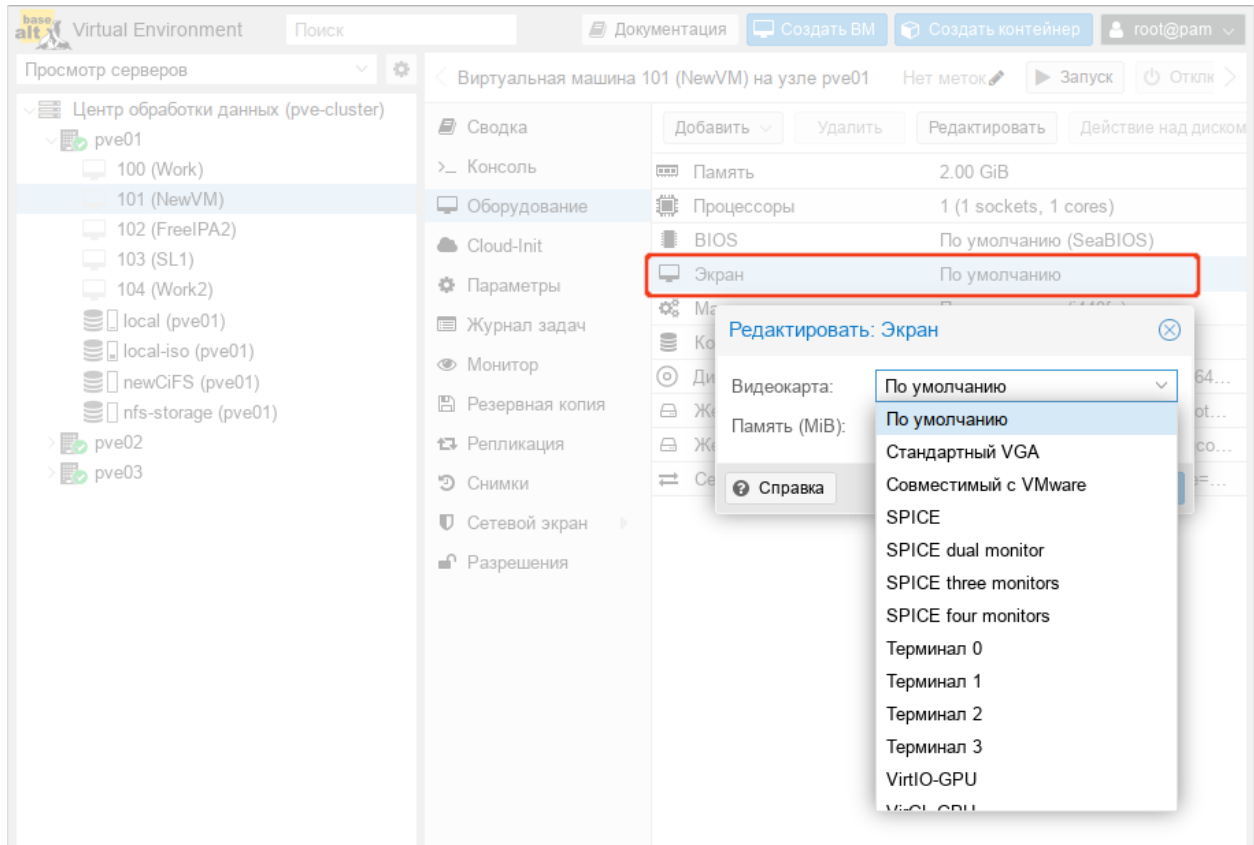 base alt Virtual Environment Поиск Документация Создать ВМ Создать контейнер root@pam
Просмотр серверов
Виртуальная машина 101 (NewVM) на узле pve01 Нет меток Запуск
Центр обработки данных (pve-cluster)
pve01
100 (Work)
101 (NewVM)
102 (FreeIPA2)
103 (SL1)
104 (Work2)
local (pve01)
local-iso (pve01)
newCiFS (pve01)
nfs-storage (pve01)
pve02
pve03
Сводка
Консоль
Оборудование
Cloud-Init
Параметры
Журнал задач
Монитор
Резервная копия
Репликация
Снимки
Сетевой экран
Разрешения
Добавить Удалить Редактировать Действие над диском
Память 2.00 GiB
Процессоры 1 (1 sockets, 1 cores)
BIOS По умолчанию (SeaBIOS)
Экран По умолчанию
Редактировать: Экран
Видеокарта: По умолчанию
Память (MiB):
Справка
По умолчанию
Стандартный VGA
Совместимый с VMware
SPICE
SPICE dual monitor
SPICE three monitors
SPICE four monitors
Терминал 0
Терминал 1
Терминал 2
Терминал 3
VirtIO-GPU